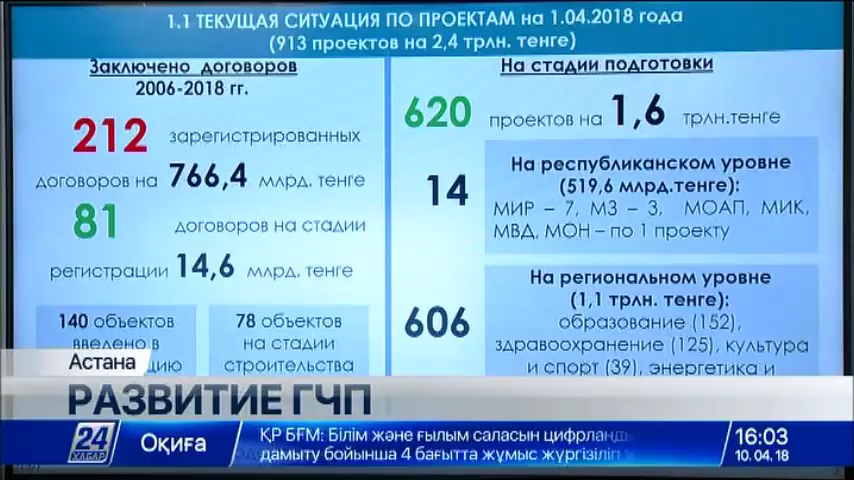 1.1 ТЕКУЩАЯ СИТУАЦИЯ ПО ПРОЕКТАМ на 1.04.2018 года
(913 проектов на 2,4 трлн. тенге)
Заключено договоров
2006-2018 гг.
212 зарегистрированных
договоров на 766,4 млрд. тенге
81 договоров на стадии
регистрации 14,6 млрд. тенге
140 объектов
введено в
78 объектов
на стадии
строительства
На стадии подготовки
620 проектов на 1,6 трлн.тенге
14
На республиканском уровне
(519,6 млрд.тенге):
МИР – 7, МЗ – 3, МОАП, МИК,
МВД, МОН – по 1 проекту
606
На региональном уровне
(1,1 трлн. тенге):
образование (152),
здравоохранение (125), культура
и спорт (39), энергетика и
Астана
РАЗВИТИЕ ГЧП
24
ХАБАР
Оқиға
ҚР БҒМ: Білім және ғылым саласын цифрланды
дамыту бойынша 4 бағытта жұмыс жүргізіліп
16:03
10.04.18